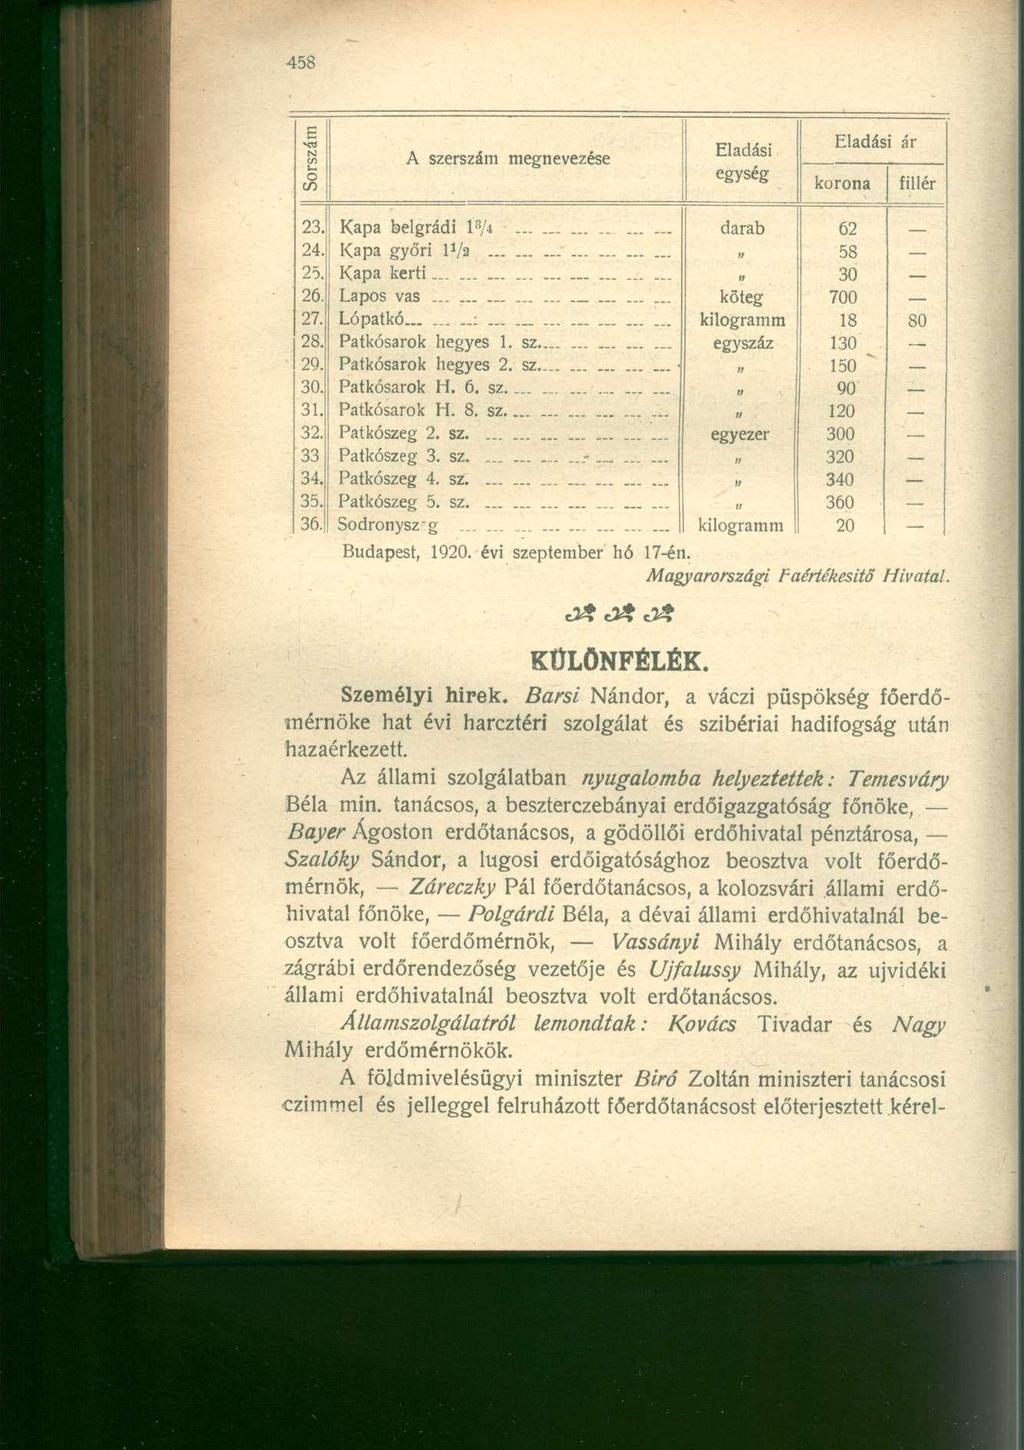 458
Sorszám | A szerszám megnevezése | Eladási egység | Eladási ár
korona | fillér
23. Kapa belgrádi 1³/₄ darab 62 —
24. Kapa győri 1¹/₂ „ 58 —
25. Kapa kerti „ 30 —
26. Lapos vas köteg 700 —
27. Lópatkó kilogramm 18 80
28. Patkósarok hegyes 1. sz. egyszáz 130 —
29. Patkósarok hegyes 2. sz. „ 150 —
30. Patkósarok H. 6. sz. „ 90 —
31. Patkósarok H. 8. sz. „ 120 —
32. Patkószeg 2. sz. egyezer 300 —
33 Patkószeg 3. sz. „ 320 —
34. Patkószeg 4. sz. „ 340 —
35. Patkószeg 5. sz. „ 360 —
36. Sodronyszeg kilogramm 20 —
Budapest, 1920. évi szeptember hó 17-én.
Magyarországi Faértékesitő Hivatal.
KÜLÖNFÉLÉK.
Személyi hirek. Barsi Nándor, a váczi püspökség főerdő-
mérnöke hat évi harcztéri szolgálat és szibériai hadifogság után
hazaérkezett.
Az állami szolgálatban nyugalomba helyeztettek: Temesváry
Béla min. tanácsos, a beszterczebányai erdőigazgatóság főnöke, —
Bayer Ágoston erdőtanácsos, a gödöllői erdőhivatal pénztárosa, —
Szalóky Sándor, a lugosi erdőigatósághoz beosztva volt főerdő-
mérnök, — Záreczky Pál főerdőtanácsos, a kolozsvári állami erdő-
hivatal főnöke, — Polgárdi Béla, a dévai állami erdőhivatalnál be-
osztva volt főerdőmérnök, — Vassányi Mihály erdőtanácsos, a
zágrábi erdőrendezőség vezetője és Ujfalussy Mihály, az ujvidéki
állami erdőhivatalnál beosztva volt erdőtanácsos.
Államszolgálatról lemondtak: Kovács Tivadar és Nagy
Mihály erdőmérnökök.
A földmivelésügyi miniszter Biró Zoltán miniszteri tanácsosi
czimmel és jelleggel felruházott főerdőtanácsost előterjesztett kérel-